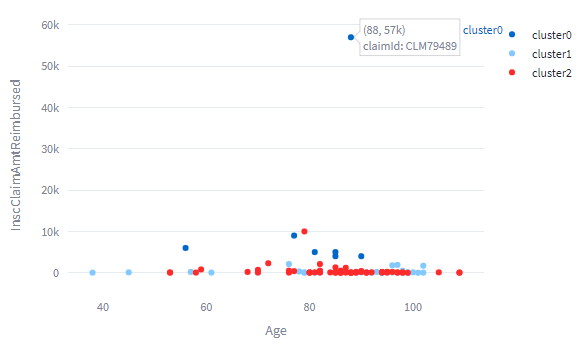 60k
(88, 57k)
claimId: CLM79489
cluster0
cluster0
cluster1
cluster2
50k
40k
30k
20k
10k
0
InscClaimAmtReimbursed
40
60
80
100
Age